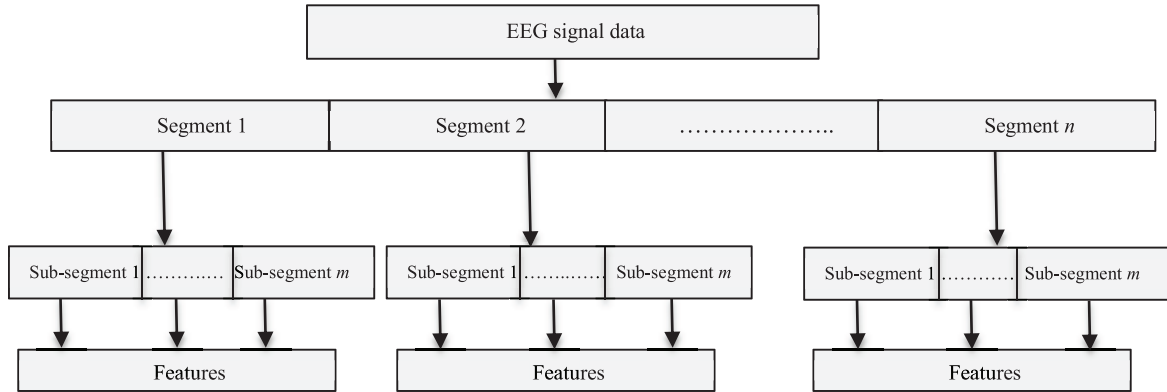 EEG signal data
Segment 1 Segment 2 ………………….. Segment n
Sub-segment 1 ………..… Sub-segment m Sub-segment 1 ……..…… Sub-segment m Sub-segment 1 ………… Sub-segment m
Features Features Features